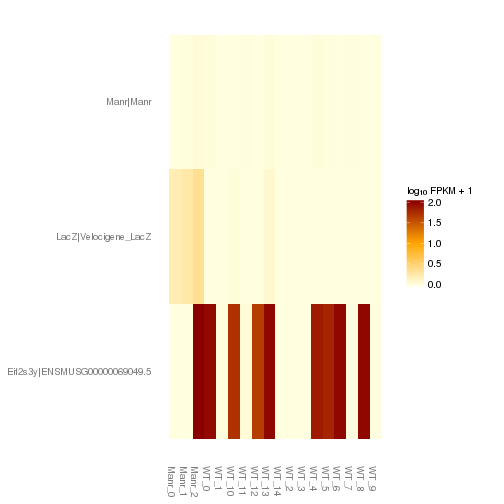 Manr|Manr
LacZ|Velocigene_LacZ
Eif2s3y|ENSMUSG00000069049.5
log10 FPKM + 1
2.0
1.5
1.0
0.5
0.0
Manr_0
Manr_1
Manr_2
WT_0
WT_1
WT_10
WT_11
WT_12
WT_13
WT_14
WT_2
WT_3
WT_4
WT_5
WT_6
WT_7
WT_8
WT_9